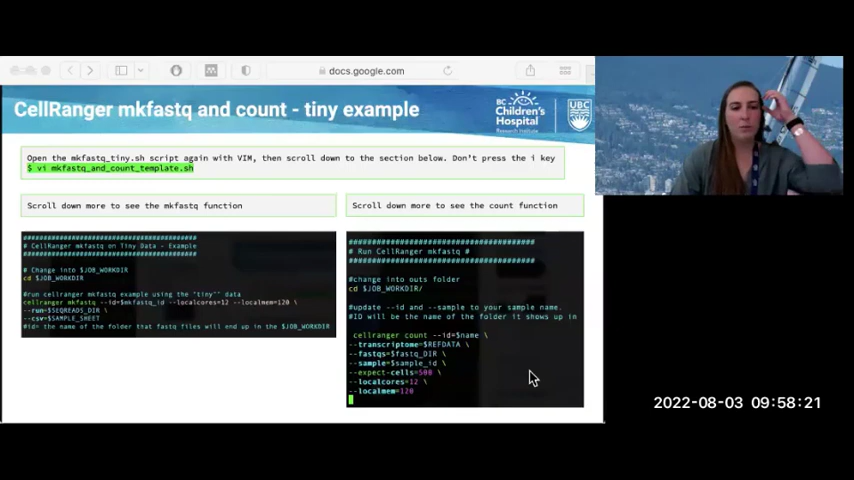 docs.google.com
CellRanger mkfastq and count - tiny example
BC
Children's
Hospital
Research Institute
UBC
Open the mkfastq_tiny.sh script again with VIM, then scroll down to the section below. Don't press the i key
$ vi mkfastq_and_count_template.sh
Scroll down more to see the mkfastq function
Scroll down more to see the count function
##########################################
# CellRanger mkfastq on Tiny Data - Example
##########################################
# Change into $JOB_WORKDIR
cd $JOB_WORKDIR
#run cellranger mkfastq example using the "tiny"" data
cellranger mkfastq --id=$mkfastq_id --localcores=12 --localmem=120 \
--run=$SEQREADS_DIR \
--csv=$SAMPLE_SHEET
#id= the name of the folder that fastq files will end up in the $JOB_WORKDIR
########################################
# Run CellRanger mkfastq #
########################################
#change into outs folder
cd $JOB_WORKDIR/
#update --id and --sample to your sample name.
#ID will be the name of the folder it shows up in
cellranger count --id=$name \
--transcriptome=$REFDATA \
--fastqs=$fastq_DIR \
--sample=$sample_id \
--expect-cells=500 \
--localcores=12 \
--localmem=120
2022-08-03 09:58:21